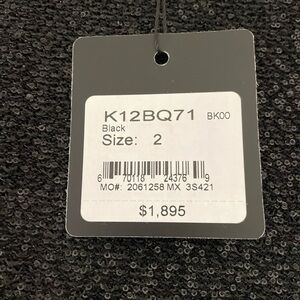 K12BQ71 BK00
Black
Size: 2
6 70118 24376 9
MO#: 2061258 MX 3S421
$1,895